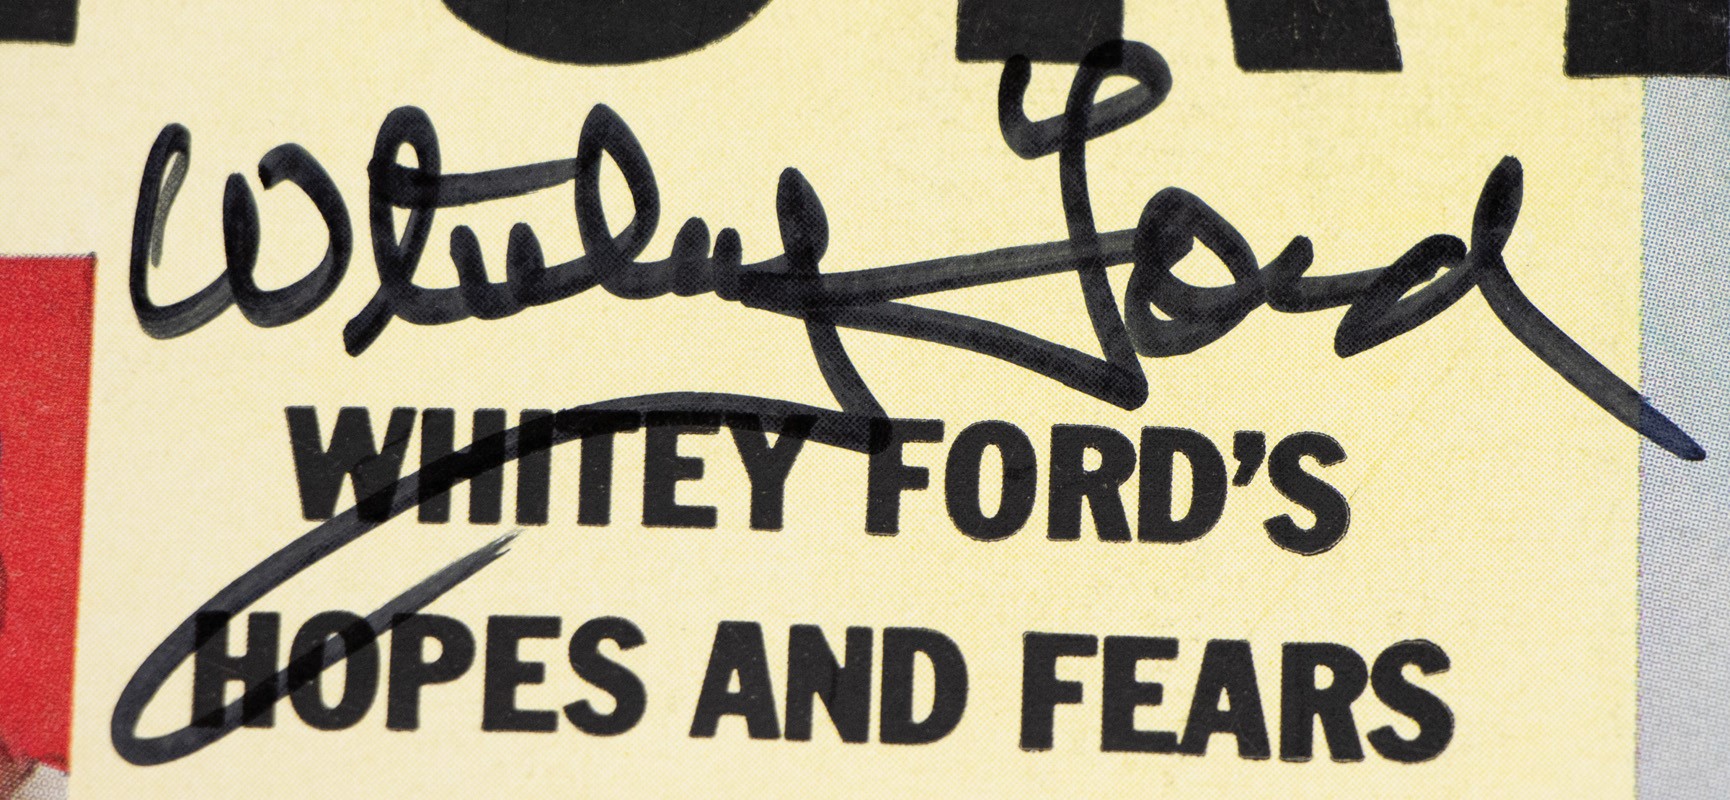 Whitey Ford
WHITEY FORD'S
HOPES AND FEARS